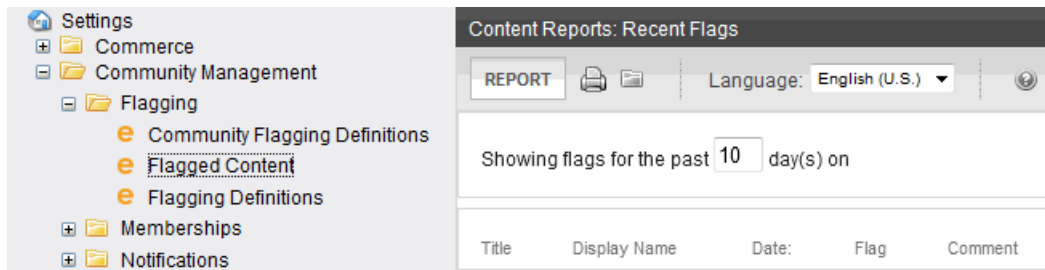 Settings
Commerce
Community Management
Flagging
Community Flagging Definitions
Flagged Content
Flagging Definitions
Memberships
Notifications
Content Reports: Recent Flags
REPORT Language: English (U.S.)
Showing flags for the past 10 day(s) on
Title Display Name Date: Flag Comment